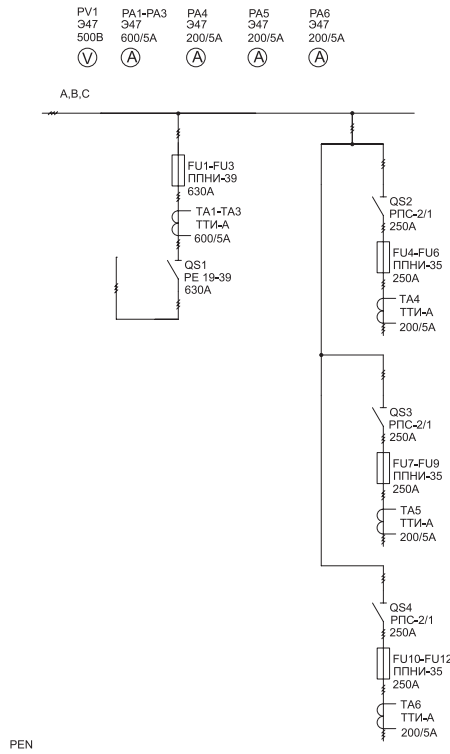 PV1
Э47
500В
V
PA1-PA3
Э47
600/5А
A
PA4
Э47
200/5А
A
PA5
Э47
200/5А
A
PA6
Э47
200/5А
A
A,B,C
FU1-FU3
ППНИ-39
630А
TA1-TA3
ТТИ-А
600/5А
QS1
РЕ 19-39
630А
QS2
РПС-2/1
250А
FU4-FU6
ППНИ-35
250А
TA4
ТТИ-А
200/5А
QS3
РПС-2/1
250А
FU7-FU9
ППНИ-35
250А
TA5
ТТИ-А
200/5А
QS4
РПС-2/1
250А
FU10-FU12
ППНИ-35
250А
TA6
ТТИ-А
200/5А
PEN